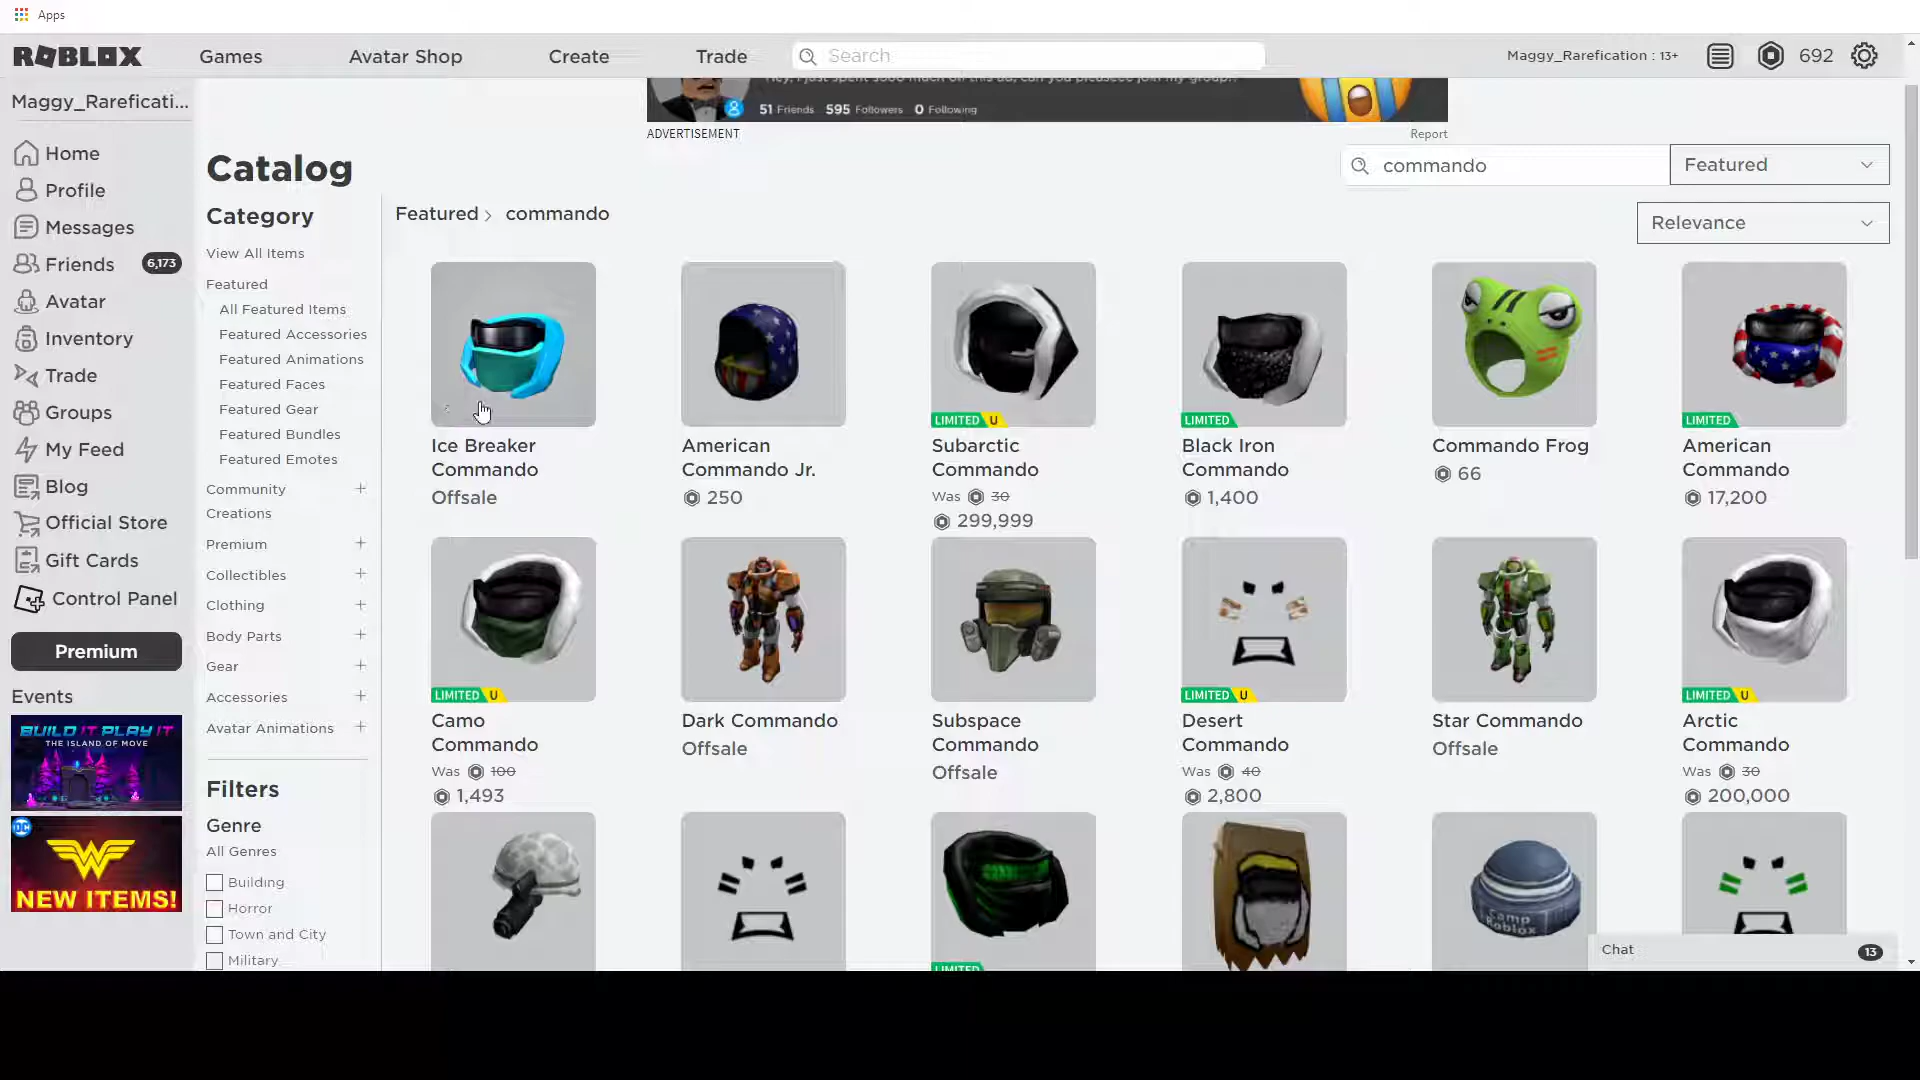 Apps
ROBLOX
Games
Avatar Shop
Create
Trade
Search
Maggy_Rarefication : 13+
692
Maggy_Rareficati...
Home
Profile
Messages
Friends
6,173
Avatar
Inventory
Trade
Groups
My Feed
Blog
Official Store
Gift Cards
Control Panel
Premium
Events
BUILD IT PLAY IT
THE ISLAND OF MOVE
DC
NEW ITEMS!
51 Friends 595 Followers 0 Following
ADVERTISEMENT
Report
Catalog
commando
Featured
Category
Featured
commando
Relevance
View All Items
Featured
All Featured Items
Featured Accessories
Featured Animations
Featured Faces
Featured Gear
Featured Bundles
Featured Emotes
Community +
Creations
Premium +
Collectibles +
Clothing +
Body Parts +
Gear +
Accessories +
Avatar Animations +
Filters
Genre
All Genres
Building
Horror
Town and City
Military
Ice Breaker
Commando
Offsale
American
Commando Jr.
250
LIMITED U
Subarctic
Commando
Was 30
299,999
LIMITED
Black Iron
Commando
1,400
Commando Frog
66
LIMITED
American
Commando
17,200
LIMITED U
Camo
Commando
Was 100
1,493
Dark Commando
Offsale
Subspace
Commando
Offsale
LIMITED U
Desert
Commando
Was 40
2,800
Star Commando
Offsale
LIMITED U
Arctic
Commando
Was 30
200,000
LIMITED
Camp
Roblox
Chat
13